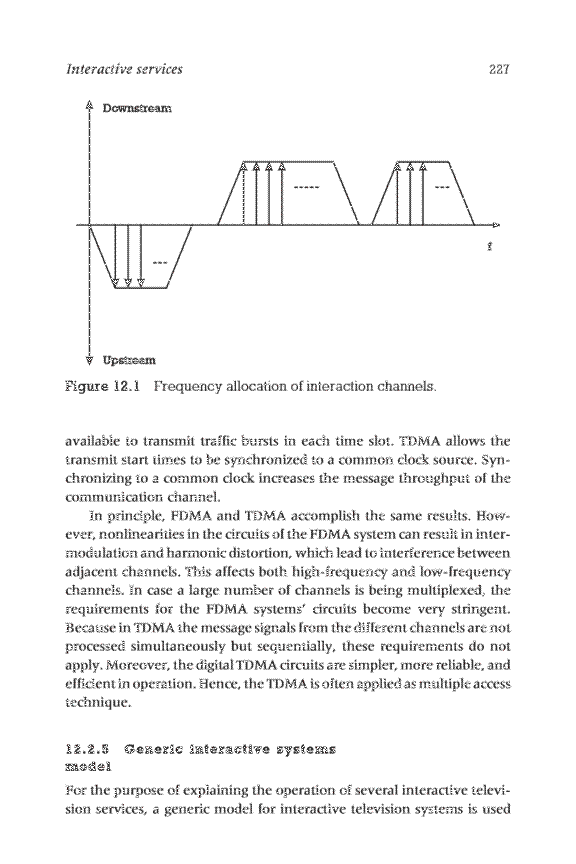 Interactive services 227
Downstream
-----
---
f
---
Upstream
Figure 12.1 Frequency allocation of interaction channels.
available to transmit traffic bursts in each time slot. TDMA allows the
transmit start times to be synchronized to a common clock source. Syn-
chronizing to a common clock increases the message throughput of the
communication channel.
In principle, FDMA and TDMA accomplish the same results. How-
ever, nonlinearities in the circuits of the FDMA system can result in inter-
modulation and harmonic distortion, which lead to interference between
adjacent channels. This affects both high-frequency and low-frequency
channels. In case a large number of channels is being multiplexed, the
requirements for the FDMA systems' circuits become very stringent.
Because in TDMA the message signals from the different channels are not
processed simultaneously but sequentially, these requirements do not
apply. Moreover, the digital TDMA circuits are simpler, more reliable, and
efficient in operation. Hence, the TDMA is often applied as multiple access
technique.
12.2.5 Generic interactive systems
model
For the purpose of explaining the operation of several interactive televi-
sion services, a generic model for interactive television systems is used